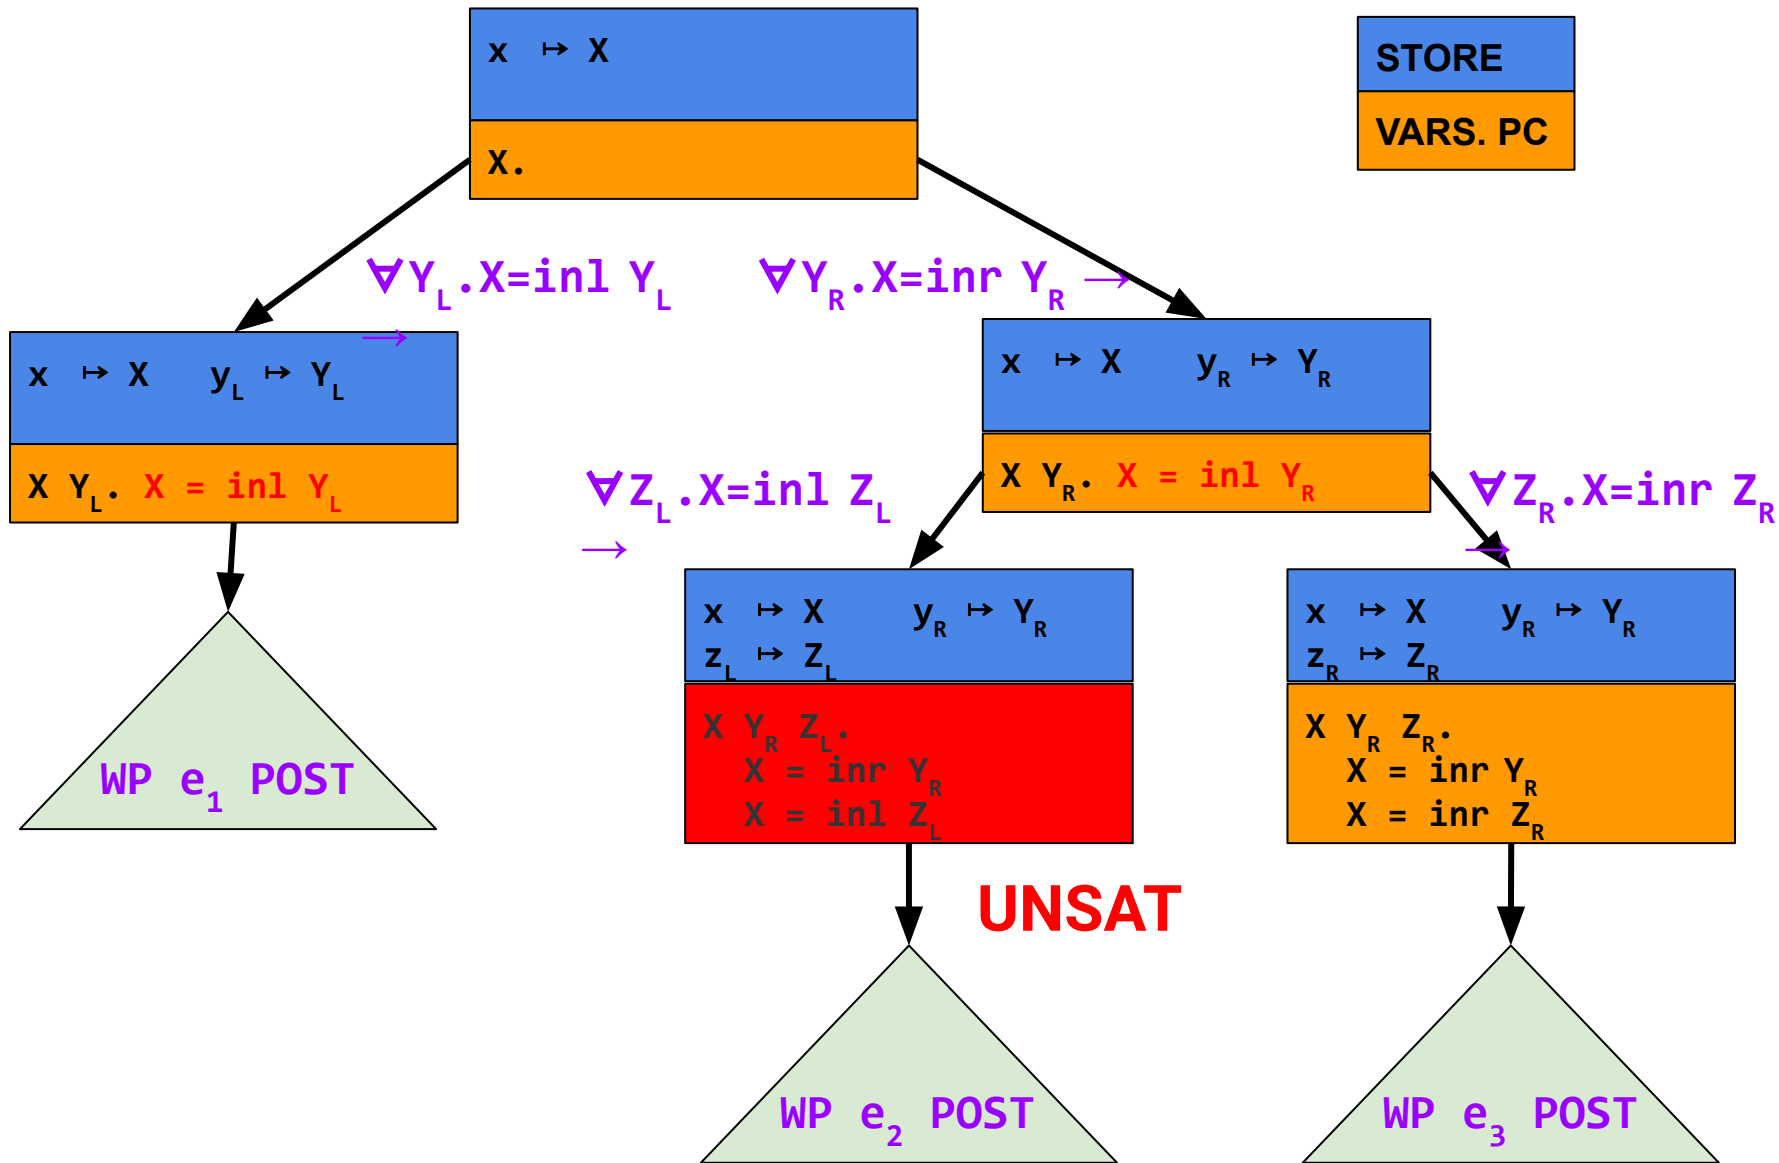 x ↦ X
X.
STORE
VARS. PC
∀Y_L.X=inl Y_L
→
∀Y_R.X=inr Y_R →
x ↦ X y_L ↦ Y_L
X Y_L. X = inl Y_L
x ↦ X y_R ↦ Y_R
X Y_R. X = inl Y_R
∀Z_L.X=inl Z_L
→
∀Z_R.X=inr Z_R
→
WP e_1 POST
x ↦ X y_R ↦ Y_R
z_L ↦ Z_L
X Y_R Z_L.
X = inr Y_R
X = inl Z_L
x ↦ X y_R ↦ Y_R
z_R ↦ Z_R
X Y_R Z_R.
X = inr Y_R
X = inr Z_R
UNSAT
WP e_2 POST
WP e_3 POST